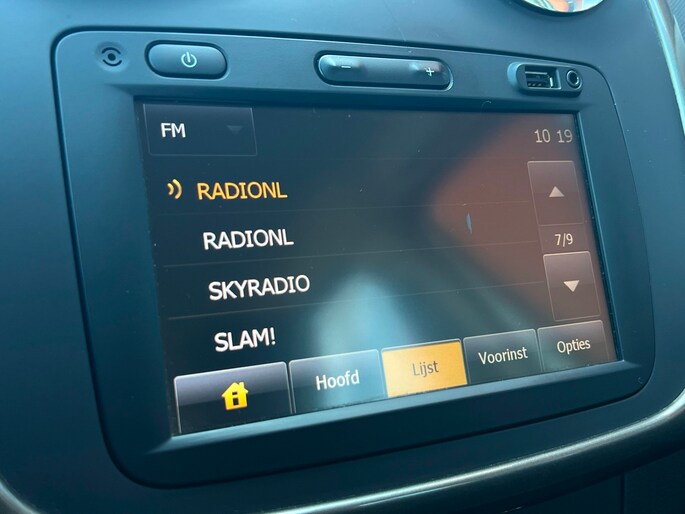 FM
10 19
RADIONL
RADIONL
7/9
SKYRADIO
SLAM!
Hoofd
Lijst
Voorinst
Opties